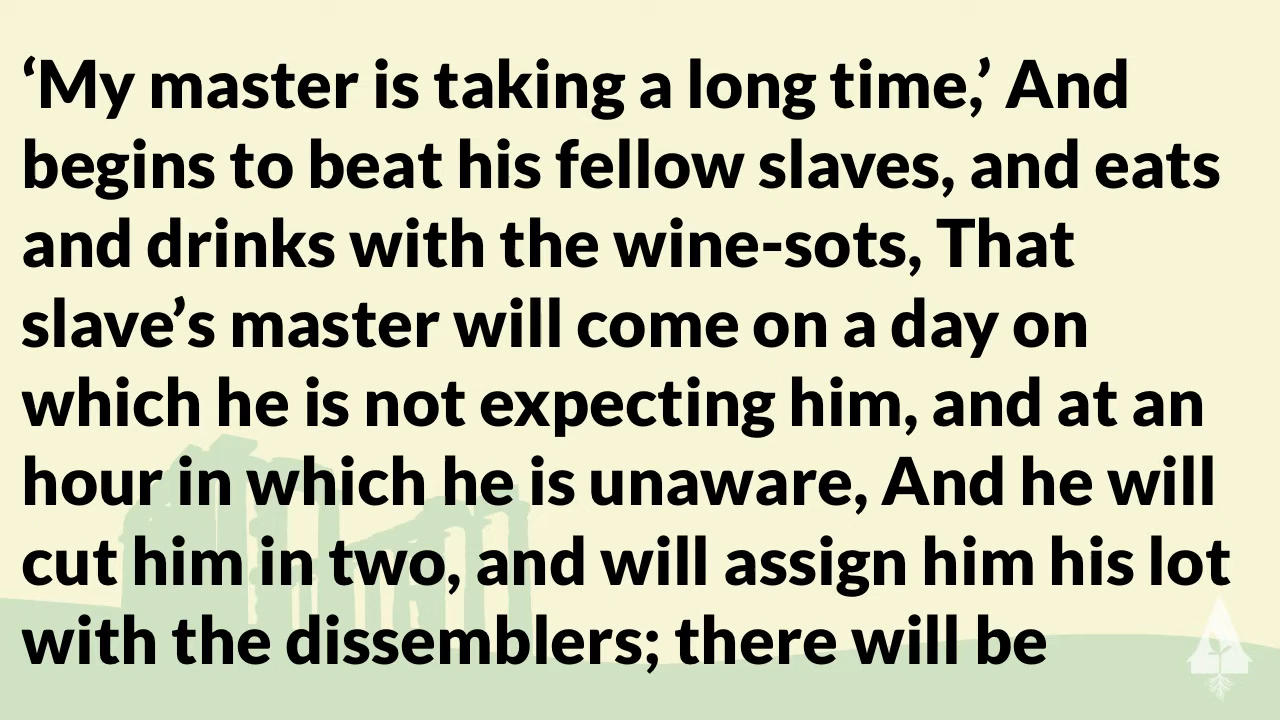 ‘My master is taking a long time,’ And
begins to beat his fellow slaves, and eats
and drinks with the wine-sots, That
slave’s master will come on a day on
which he is not expecting him, and at an
hour in which he is unaware, And he will
cut him in two, and will assign him his lot
with the dissemblers; there will be